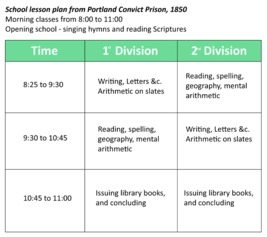 School lesson plan from Portland Convict Prison, 1850
Morning classes from 8:00 to 11:00
Opening school - singing hymns and reading Scriptures
Time
1st Division
2nd Division
8:25 to 9:30
Writing, Letters &c.
Arithmetic on slates
Reading, spelling,
geography, mental
arithmetic
9:30 to 10:45
Reading, spelling,
geography, mental
arithmetic
Writing, Letters &c.
Arithmetic on slates
10:45 to 11:00
Issuing library books,
and concluding
Issuing library books,
and concluding